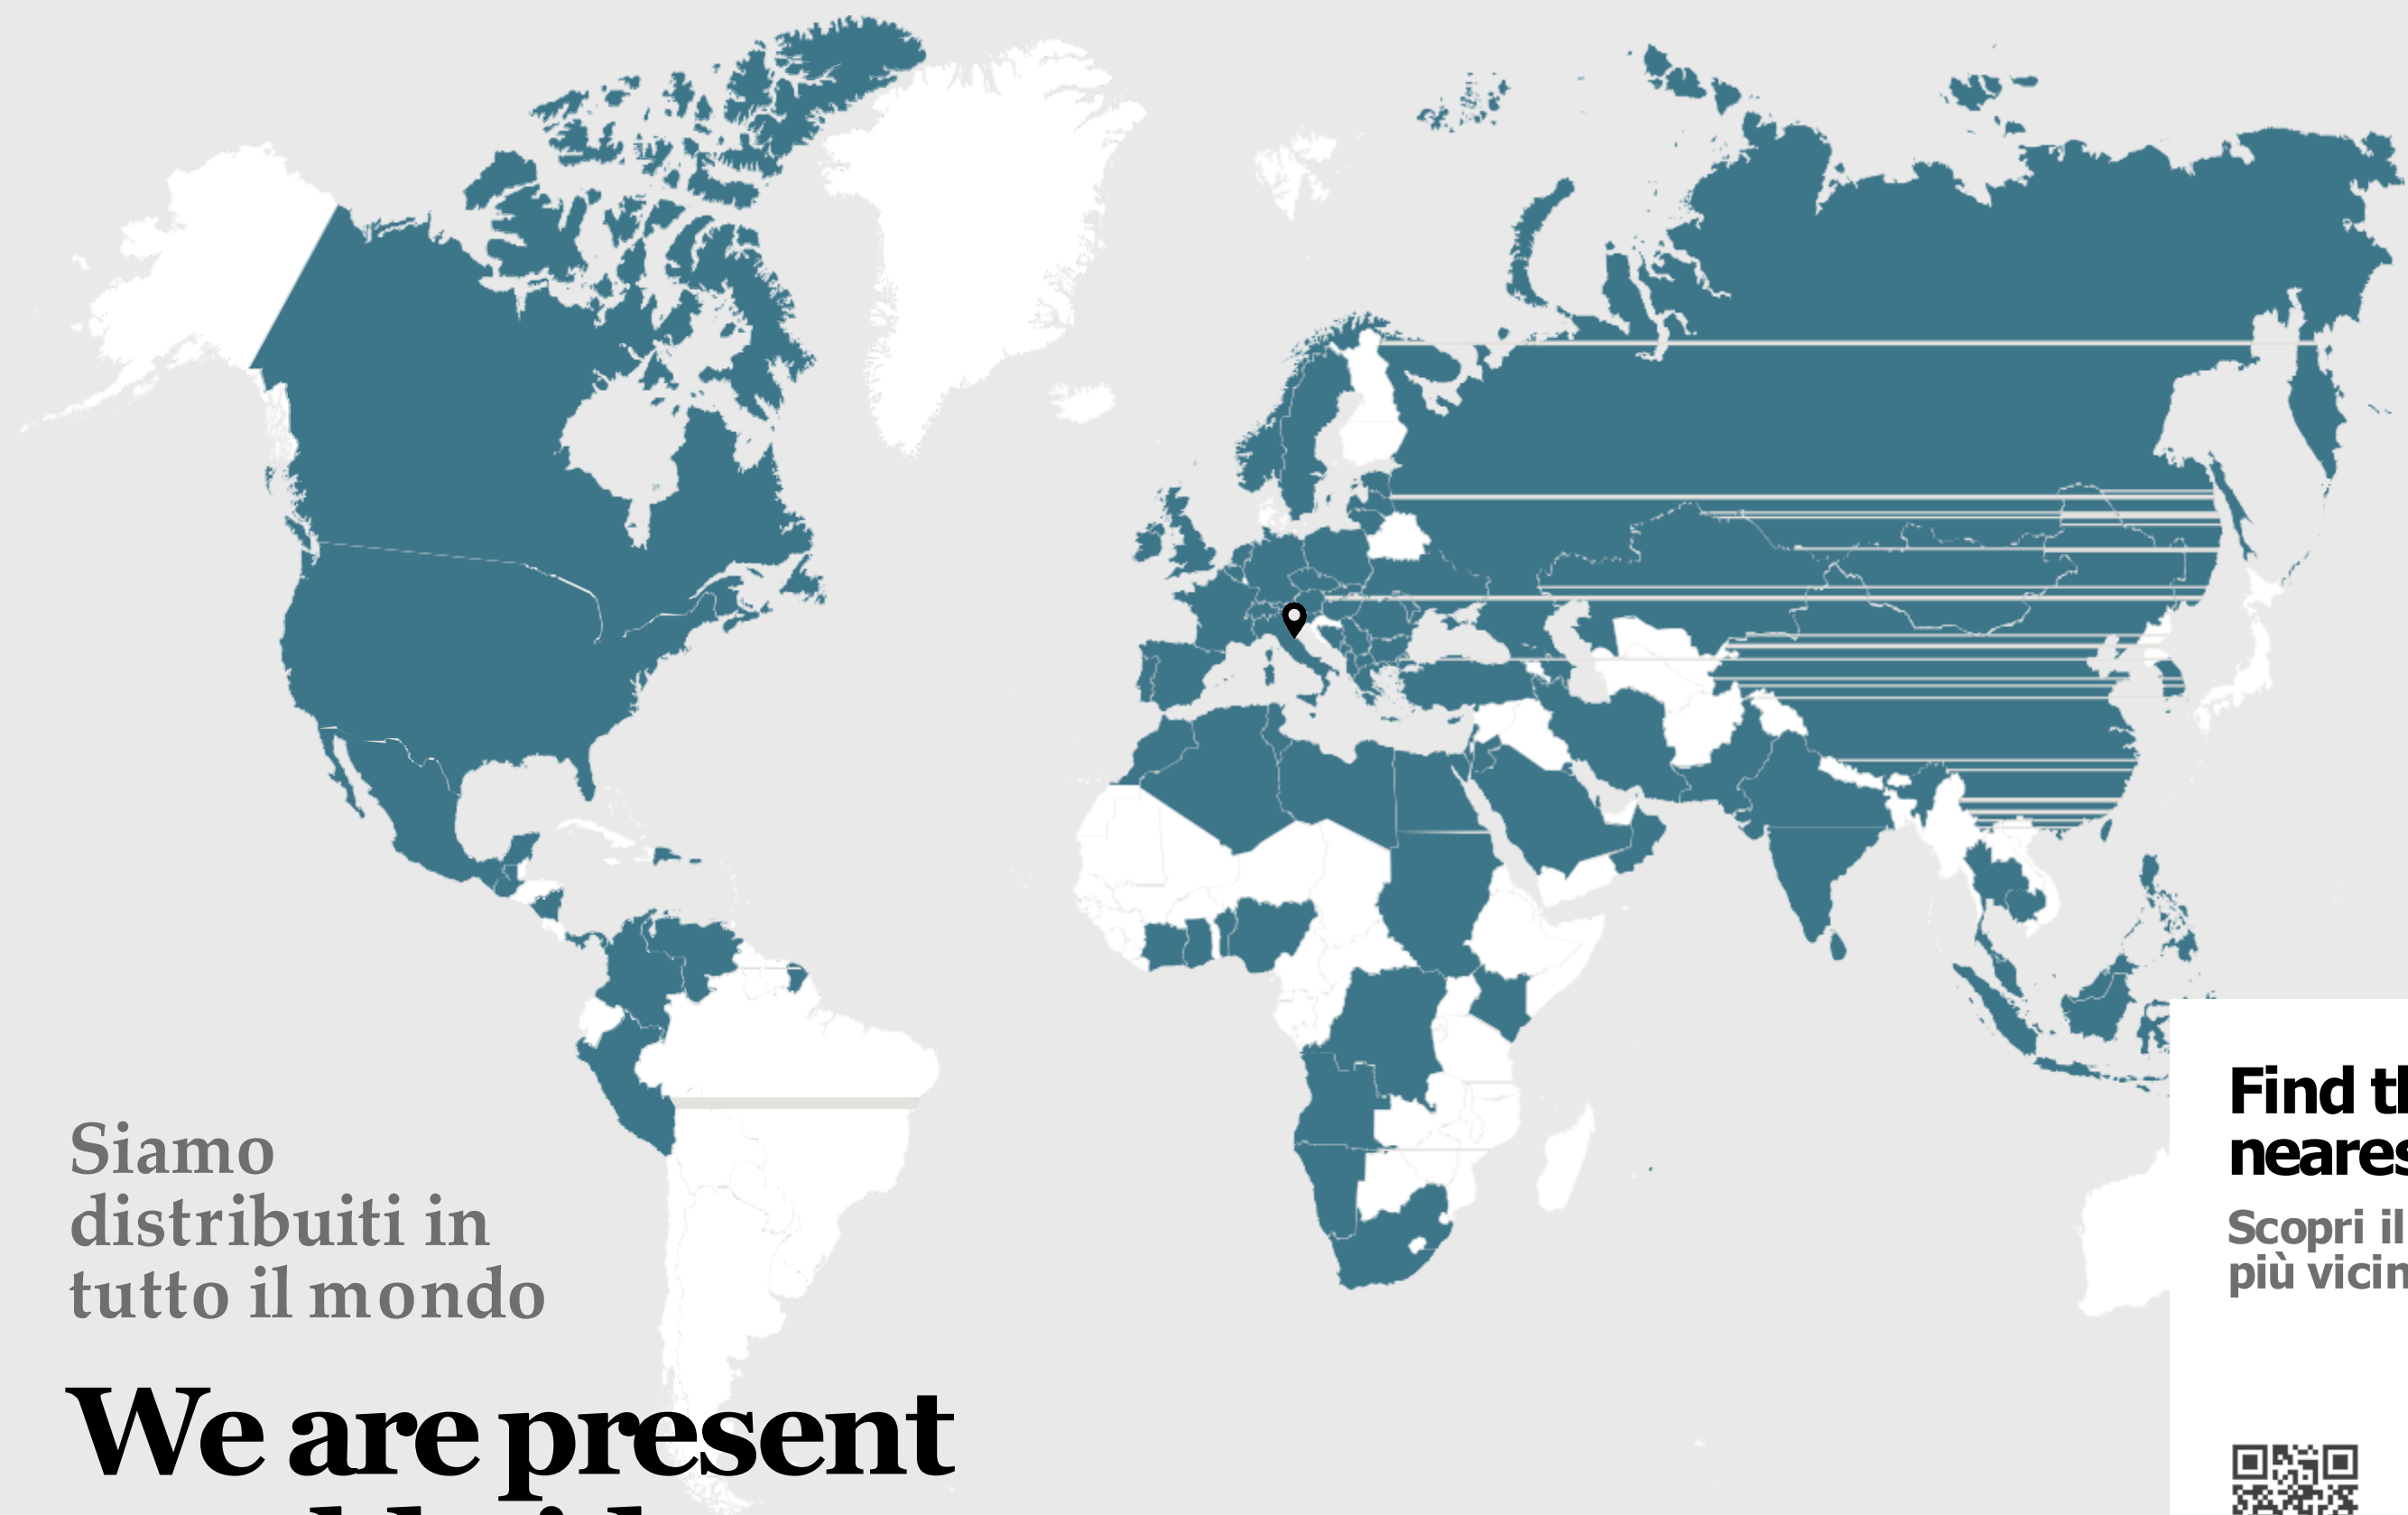 Siamo
distribuiti in
tutto il mondo
We are present
Find
neares
Scopri il
più vicin